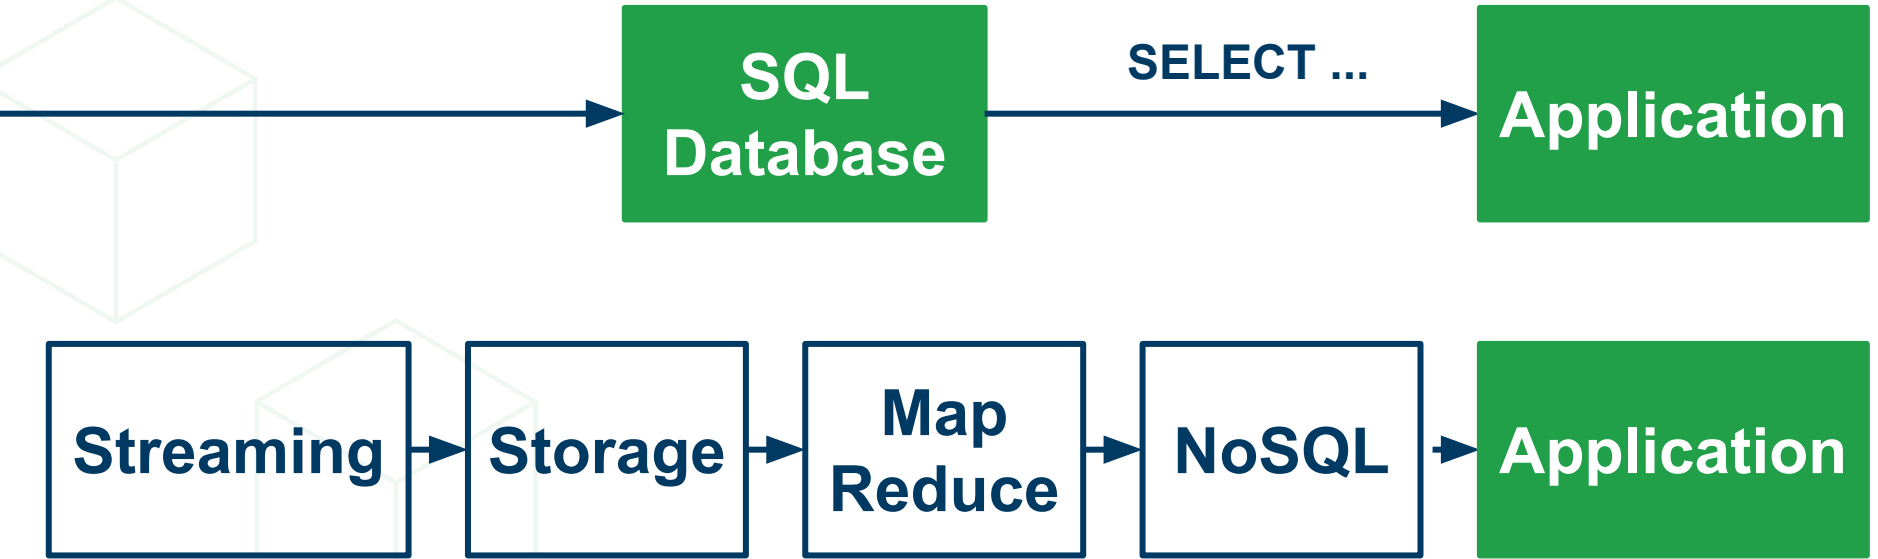 SQL
Database
SELECT ...
Application
Streaming
Storage
Map
Reduce
NoSQL
Application